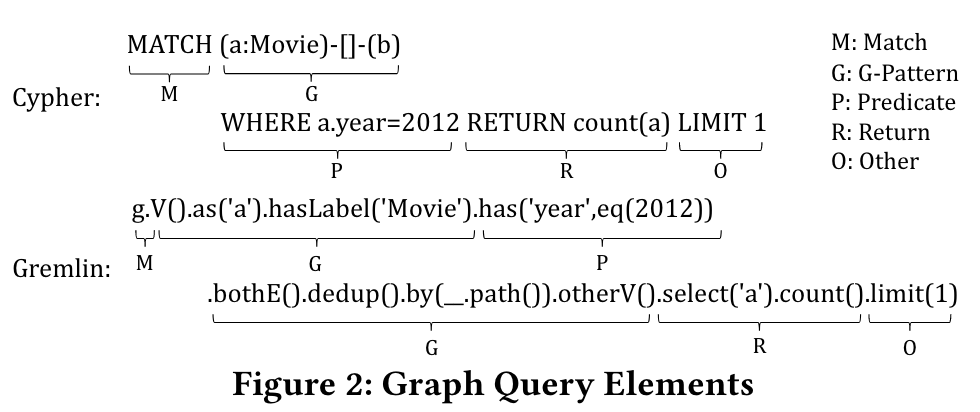 MATCH (a:Movie)-[]-(b)
M G
Cypher:
WHERE a.year=2012 RETURN count(a) LIMIT 1
P R O
M: Match
G: G-Pattern
P: Predicate
R: Return
O: Other
g.V().as('a').hasLabel('Movie').has('year',eq(2012))
M G P
Gremlin:
.bothE().dedup().by(__.path()).otherV().select('a').count().limit(1)
G R O
Figure 2: Graph Query Elements